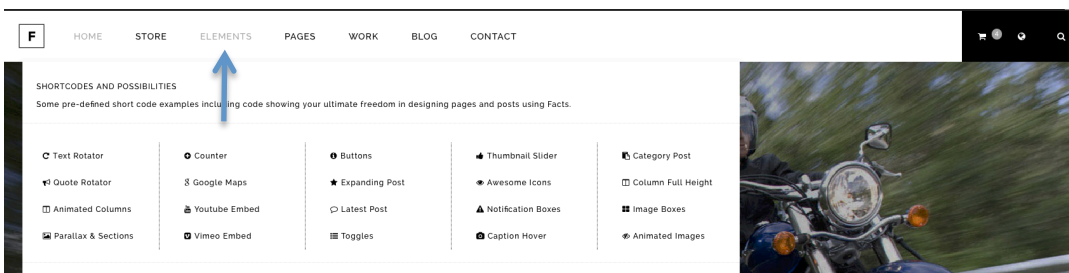 F HOME STORE ELEMENTS PAGES WORK BLOG CONTACT 4
SHORTCODES AND POSSIBILITIES
Some pre-defined short code examples including code showing your ultimate freedom in designing pages and posts using Facts.
Text Rotator Counter Buttons Thumbnail Slider Category Post
Quote Rotator Google Maps Expanding Post Awesome Icons Column Full Height
Animated Columns Youtube Embed Latest Post Notification Boxes Image Boxes
Parallax & Sections Vimeo Embed Toggles Caption Hover Animated Images